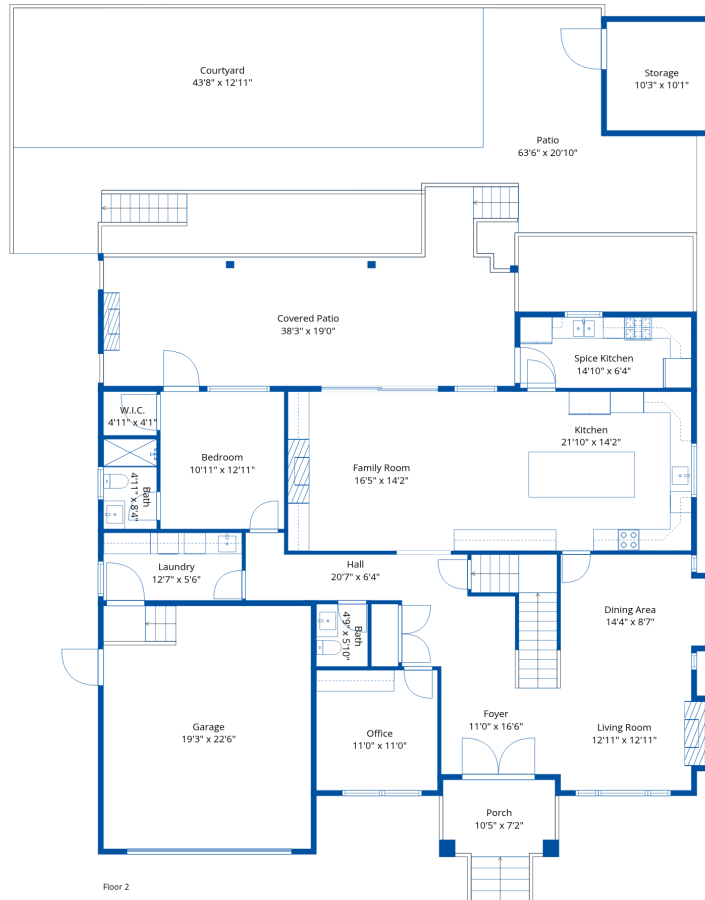 Courtyard
43'8" x 12'11"
Storage
10'3" x 10'1"
Patio
63'6" x 20'10"
Covered Patio
38'3" x 19'0"
Spice Kitchen
14'10" x 6'4"
W.I.C.
4'11" x 4'1"
Kitchen
21'10" x 14'2"
Bedroom
10'11" x 12'11"
Family Room
16'5" x 14'2"
Bath
4'11" x 8'4"
Laundry
12'7" x 5'6"
Hall
20'7" x 6'4"
Dining Area
14'4" x 8'7"
Bath
4'9" x 5'10"
Garage
19'3" x 22'6"
Office
11'0" x 11'0"
Foyer
11'0" x 16'6"
Living Room
12'11" x 12'11"
Porch
10'5" x 7'2"
Floor 2